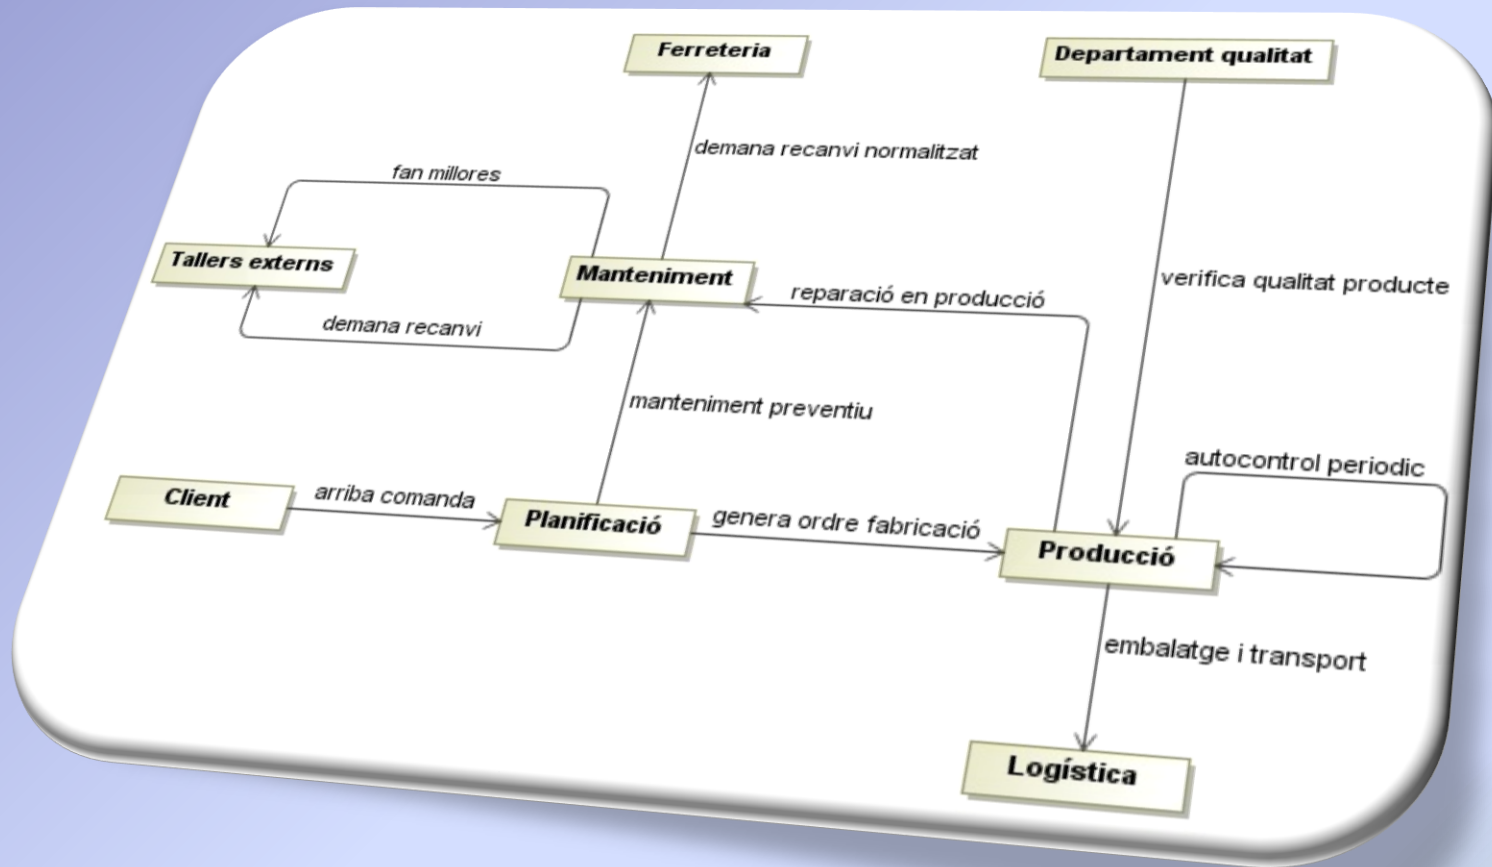 Ferreteria
Departament qualitat
demana recanvi normalitzat
fan millores
Tallers externs
Manteniment
verifica qualitat producte
reparació en producció
demana recanvi
manteniment preventiu
autocontrol periodic
Client
arriba comanda
Planificació
genera ordre fabricació
Producció
embalatge i transport
Logística